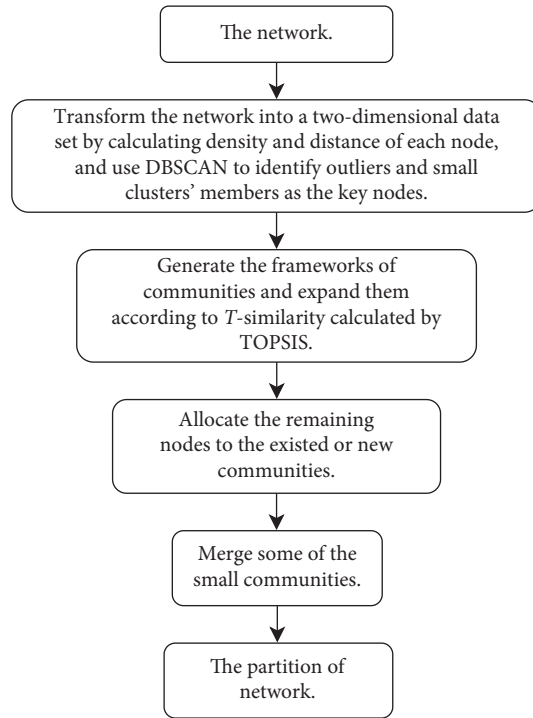 The network.
Transform the network into a two-dimensional data
set by calculating density and distance of each node,
and use DBSCAN to identify outliers and small
clusters’ members as the key nodes.
Generate the frameworks of
communities and expand them
according to T-similarity calculated by
TOPSIS.
Allocate the remaining
nodes to the existed or new
communities.
Merge some of the
small communities.
The partition of
network.